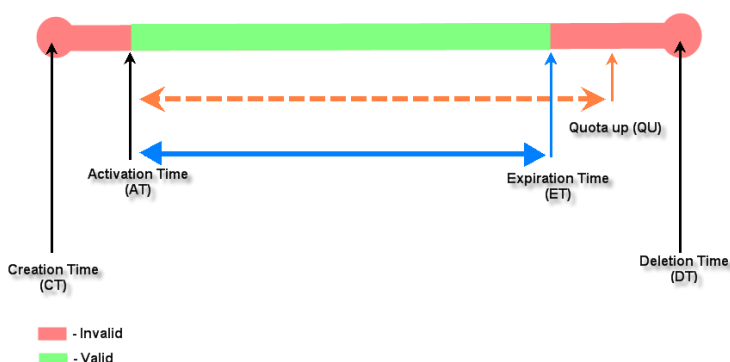 Quota up (QU)
Activation Time
(AT)
Expiration Time
(ET)
Creation Time
(CT)
Deletion Time
(DT)
- Invalid
- Valid